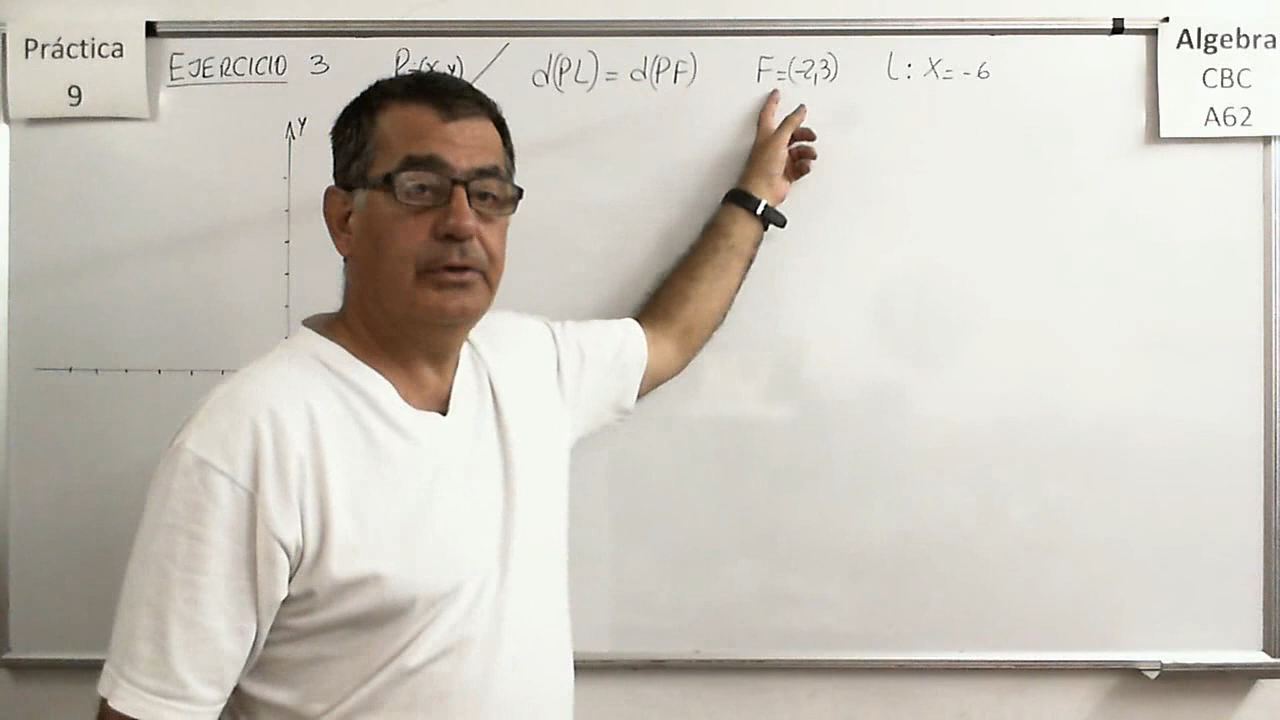 Práctica
9
EJERCICIO 3 P=(x,y) / d(PL)=d(PF) F=(-2,3) L: X=-6
Y
Algebra
CBC
A62